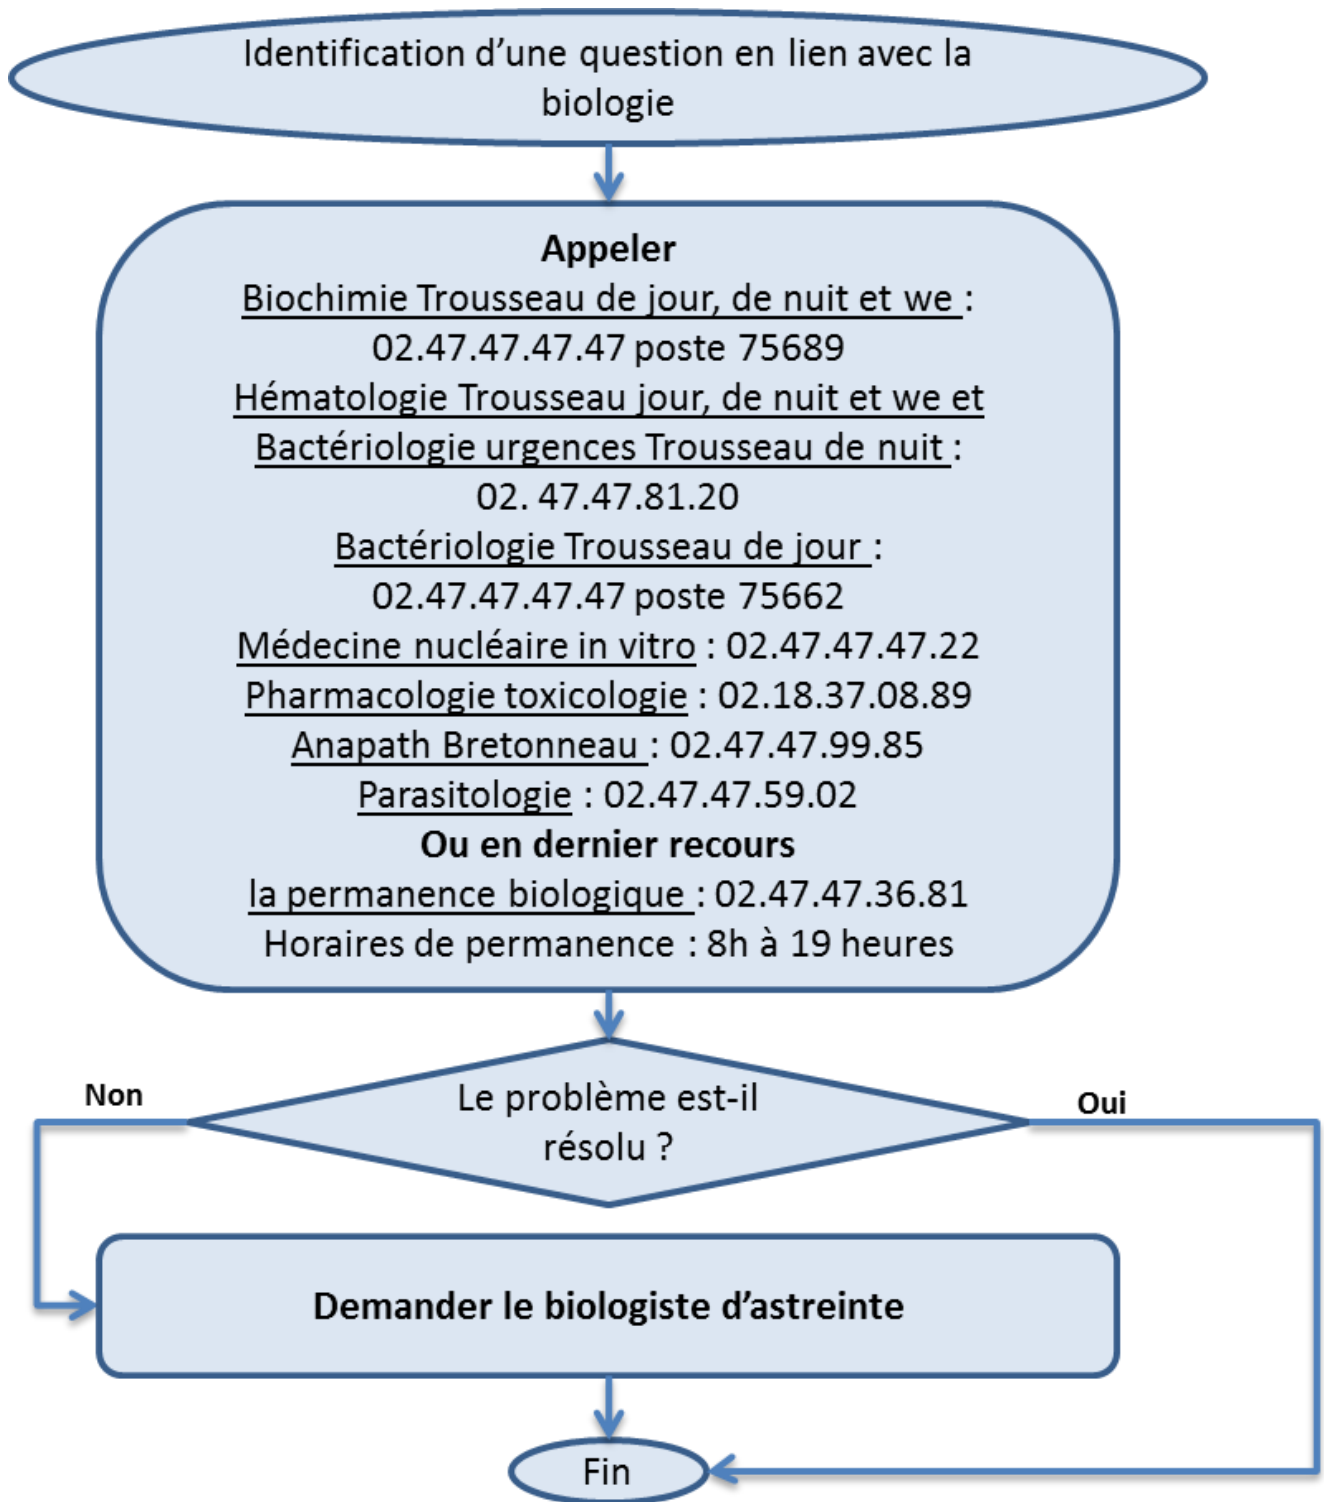 Identification d’une question en lien avec la
biologie
Appeler
Biochimie Trousseau de jour, de nuit et we :
02.47.47.47.47 poste 75689
Hématologie Trousseau jour, de nuit et we et
Bactériologie urgences Trousseau de nuit :
02. 47.47.81.20
Bactériologie Trousseau de jour :
02.47.47.47.47 poste 75662
Médecine nucléaire in vitro : 02.47.47.47.22
Pharmacologie toxicologie : 02.18.37.08.89
Anapath Bretonneau : 02.47.47.99.85
Parasitologie : 02.47.47.59.02
Ou en dernier recours
la permanence biologique : 02.47.47.36.81
Horaires de permanence : 8h à 19 heures
Non
Le problème est-il
résolu ?
Oui
Demander le biologiste d’astreinte
Fin